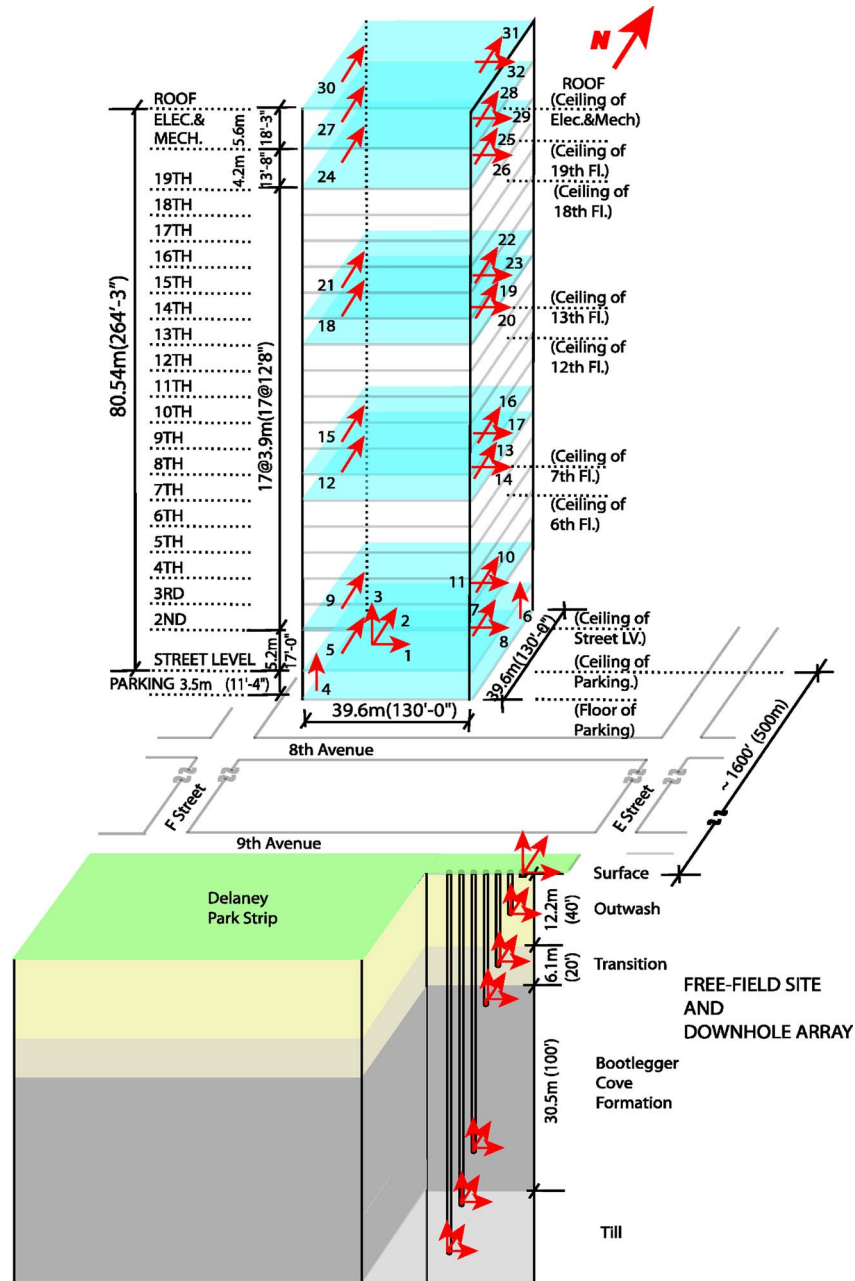 N
31
32
30
28
29
27
25
26
24
22
23
21
19
20
18
16
17
15
13
14
12
10
11
9
3
2
7
6
5
1
8
4
ROOF
ELEC.&
MECH.
19TH
18TH
17TH
16TH
15TH
14TH
13TH
12TH
11TH
10TH
9TH
8TH
7TH
6TH
5TH
4TH
3RD
2ND
STREET LEVEL
PARKING 3.5m (11'-4")
80.54m(264'-3")
5.6m
18'-3"
4.2m
13'-8"
17@3.9m(17@12'8")
5.2m
17'-0"
ROOF
(Ceiling of
Elec.&Mech)
(Ceiling of
19th Fl.)
(Ceiling of
18th Fl.)
(Ceiling of
13th Fl.)
(Ceiling of
12th Fl.)
(Ceiling of
7th Fl.)
(Ceiling of
6th Fl.)
(Ceiling of
Street LV.)
(Ceiling of
Parking.)
(Floor of
Parking)
39.6m(130'-0")
39.6m(130'-0")
~ 1600' (500m)
8th Avenue
F Street
E Street
9th Avenue
Delaney
Park Strip
Surface
12.2m
(40')
Outwash
6.1m
(20')
Transition
30.5m (100')
Bootlegger
Cove
Formation
Till
FREE-FIELD SITE
AND
DOWNHOLE ARRAY